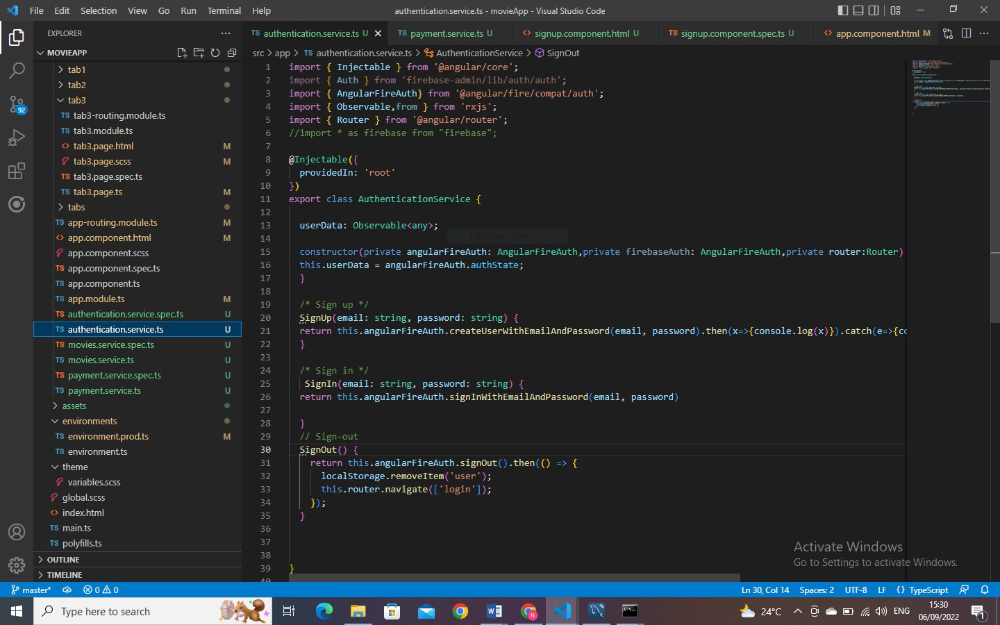 File Edit Selection View Go Run Terminal Help
authentication.service.ts - movieApp - Visual Studio Code
EXPLORER
MOVIEAPP
tab1
tab2
tab3
TS tab3-routing.module.ts
TS tab3.module.ts
<> tab3.page.html M
tab3.page.scss M
TS tab3.page.spec.ts
TS tab3.page.ts M
tabs
TS app-routing.module.ts M
<> app.component.html M
app.component.scss
TS app.component.spec.ts
TS app.component.ts
TS app.module.ts M
TS authentication.service.spec.ts U
TS authentication.service.ts U
TS movies.service.spec.ts U
TS movies.service.ts U
TS payment.service.spec.ts U
TS payment.service.ts U
assets
environments
TS environment.prod.ts M
TS environment.ts
theme
variables.scss
global.scss
<> index.html
TS main.ts
TS polyfills.ts
OUTLINE
TIMELINE
92
TS authentication.service.ts U
TS payment.service.ts U
<> signup.component.html U
TS signup.component.spec.ts U
<> app.component.html M
src > app > TS authentication.service.ts > AuthenticationService > SignOut
1 import { Injectable } from '@angular/core';
2 import { Auth } from 'firebase-admin/lib/auth/auth';
3 import { AngularFireAuth} from '@angular/fire/compat/auth';
4 import { Observable,from } from 'rxjs';
5 import { Router } from '@angular/router';
6 //import * as firebase from "firebase";
7
8 @Injectable({
9 providedIn: 'root'
10 })
11 export class AuthenticationService {
12
13 userData: Observable<any>;
14
15 constructor(private angularFireAuth: AngularFireAuth,private firebaseAuth: AngularFireAuth,private router:Router)
16 this.userData = angularFireAuth.authState;
17 }
18
19 /* Sign up */
20 SignUp(email: string, password: string) {
21 return this.angularFireAuth.createUserWithEmailAndPassword(email, password).then(x=>{console.log(x)}).catch(e=>{co
22 }
23
24 /* Sign in */
25 SignIn(email: string, password: string) {
26 return this.angularFireAuth.signInWithEmailAndPassword(email, password)
27
28 }
29 // Sign-out
30 SignOut() {
31 return this.angularFireAuth.signOut().then(() => {
32 localStorage.removeItem('user');
33 this.router.navigate(['login']);
34 });
35 }
36
37
38
39 }
40
Full-screen Snip
Activate Windows
Go to Settings to activate Windows.
master* 0 0
Ln 30, Col 14 Spaces: 2 UTF-8 LF {} TypeScript
Type here to search
24°C ENG
15:30
06/09/2022
1